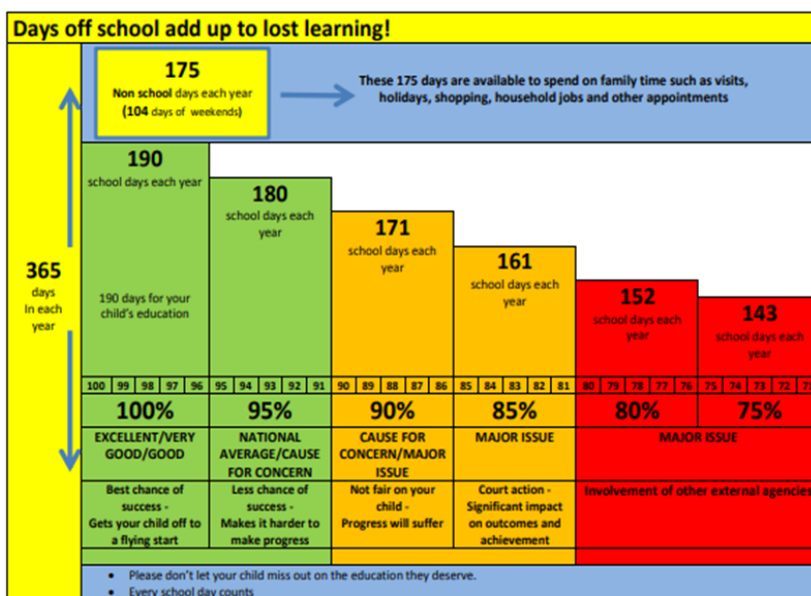 Days off school add up to lost learning!
175
Non school days each year
(104 days of weekends)
These 175 days are available to spend on family time such as visits,
holidays, shopping, household jobs and other appointments
365
days
In each
year
190
school days each year
190 days for your
child's education
180
school days each
year
171
school days each
year
161
school days each
year
152
school days each
year
143
school days each
year
100 99 98 97 96 95 94 93 92 91 90 89 88 87 86 85 84 83 82 81 80 79 78 77 76 75 74 73 72
100% 95% 90% 85% 80% 75%
EXCELLENT/VERY
GOOD/GOOD
NATIONAL
AVERAGE/CAUSE
FOR CONCERN
CAUSE FOR
CONCERN/MAJOR
ISSUE
MAJOR ISSUE
MAJOR ISSUE
Best chance of
success -
Gets your child off to
a flying start
Less chance of
success -
Makes it harder to
make progress
Not fair on your
child -
Progress will suffer
Court action -
Significant impact
on outcomes and
achievement
Involvement of other external agencies
• Please don't let your child miss out on the education they deserve.
• Every school day counts